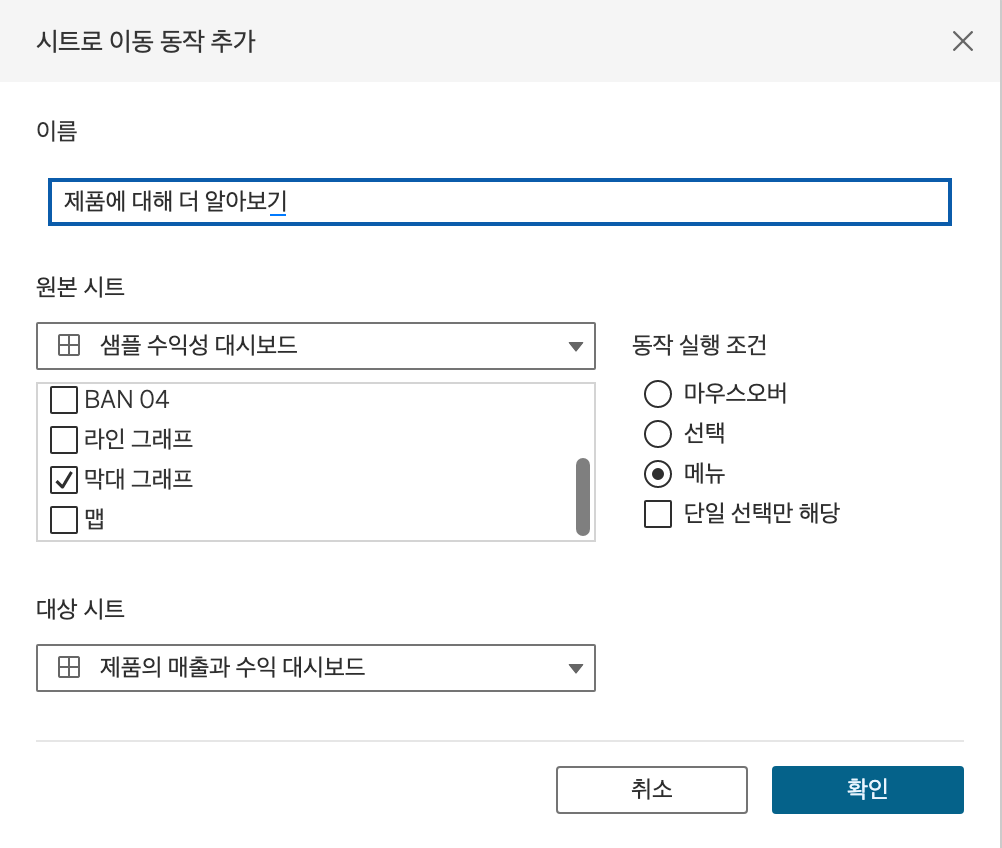 시트로 이동 동작 추가
이름
제품에 대해 더 알아보기
원본 시트
샘플 수익성 대시보드
BAN 04
라인 그래프
막대 그래프
맵
동작 실행 조건
마우스오버
선택
메뉴
단일 선택만 해당
대상 시트
제품의 매출과 수익 대시보드
취소
확인